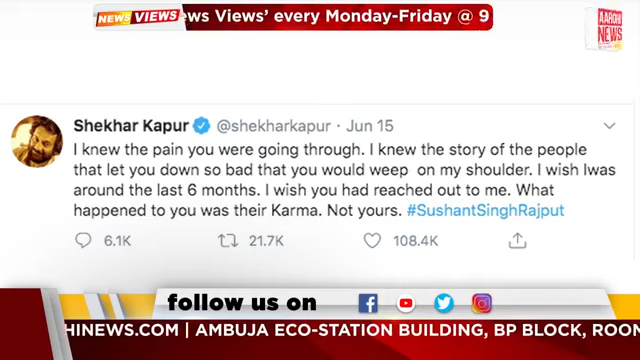 NEWS VIEWS
ews Views' every Monday-Friday @ 9
AAROHI
NEWS
Shekhar Kapur @shekharkapur · Jun 15
I knew the pain you were going through. I knew the story of the people
that let you down so bad that you would weep on my shoulder. I wish Iwas
around the last 6 months. I wish you had reached out to me. What
happened to you was their Karma. Not yours. #SushantSinghRajput
6.1K 21.7K 108.4K
follow us on
HINEWS.COM | AMBUJA ECO-STATION BUILDING, BP BLOCK, ROOM